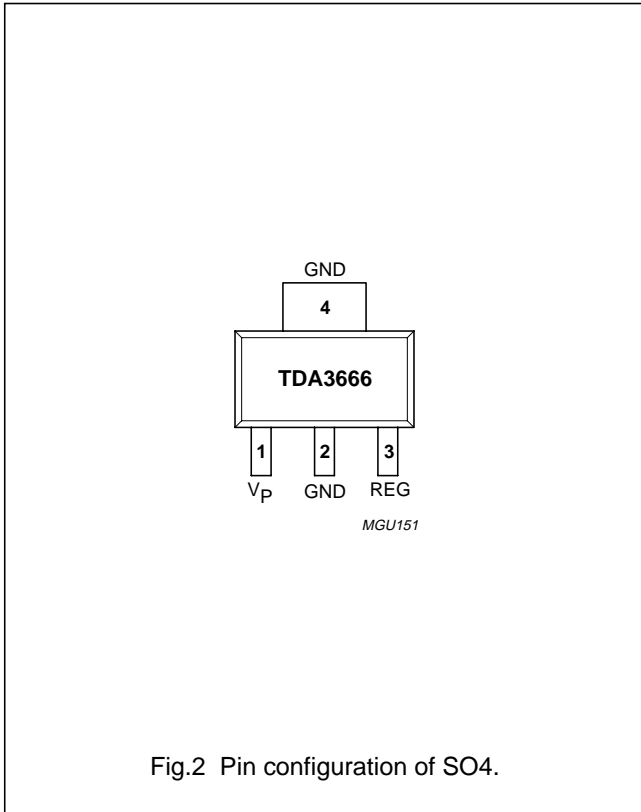 GND
4
TDA3666
1 2 3
VP GND REG
MGU151
Fig.2 Pin configuration of SO4.